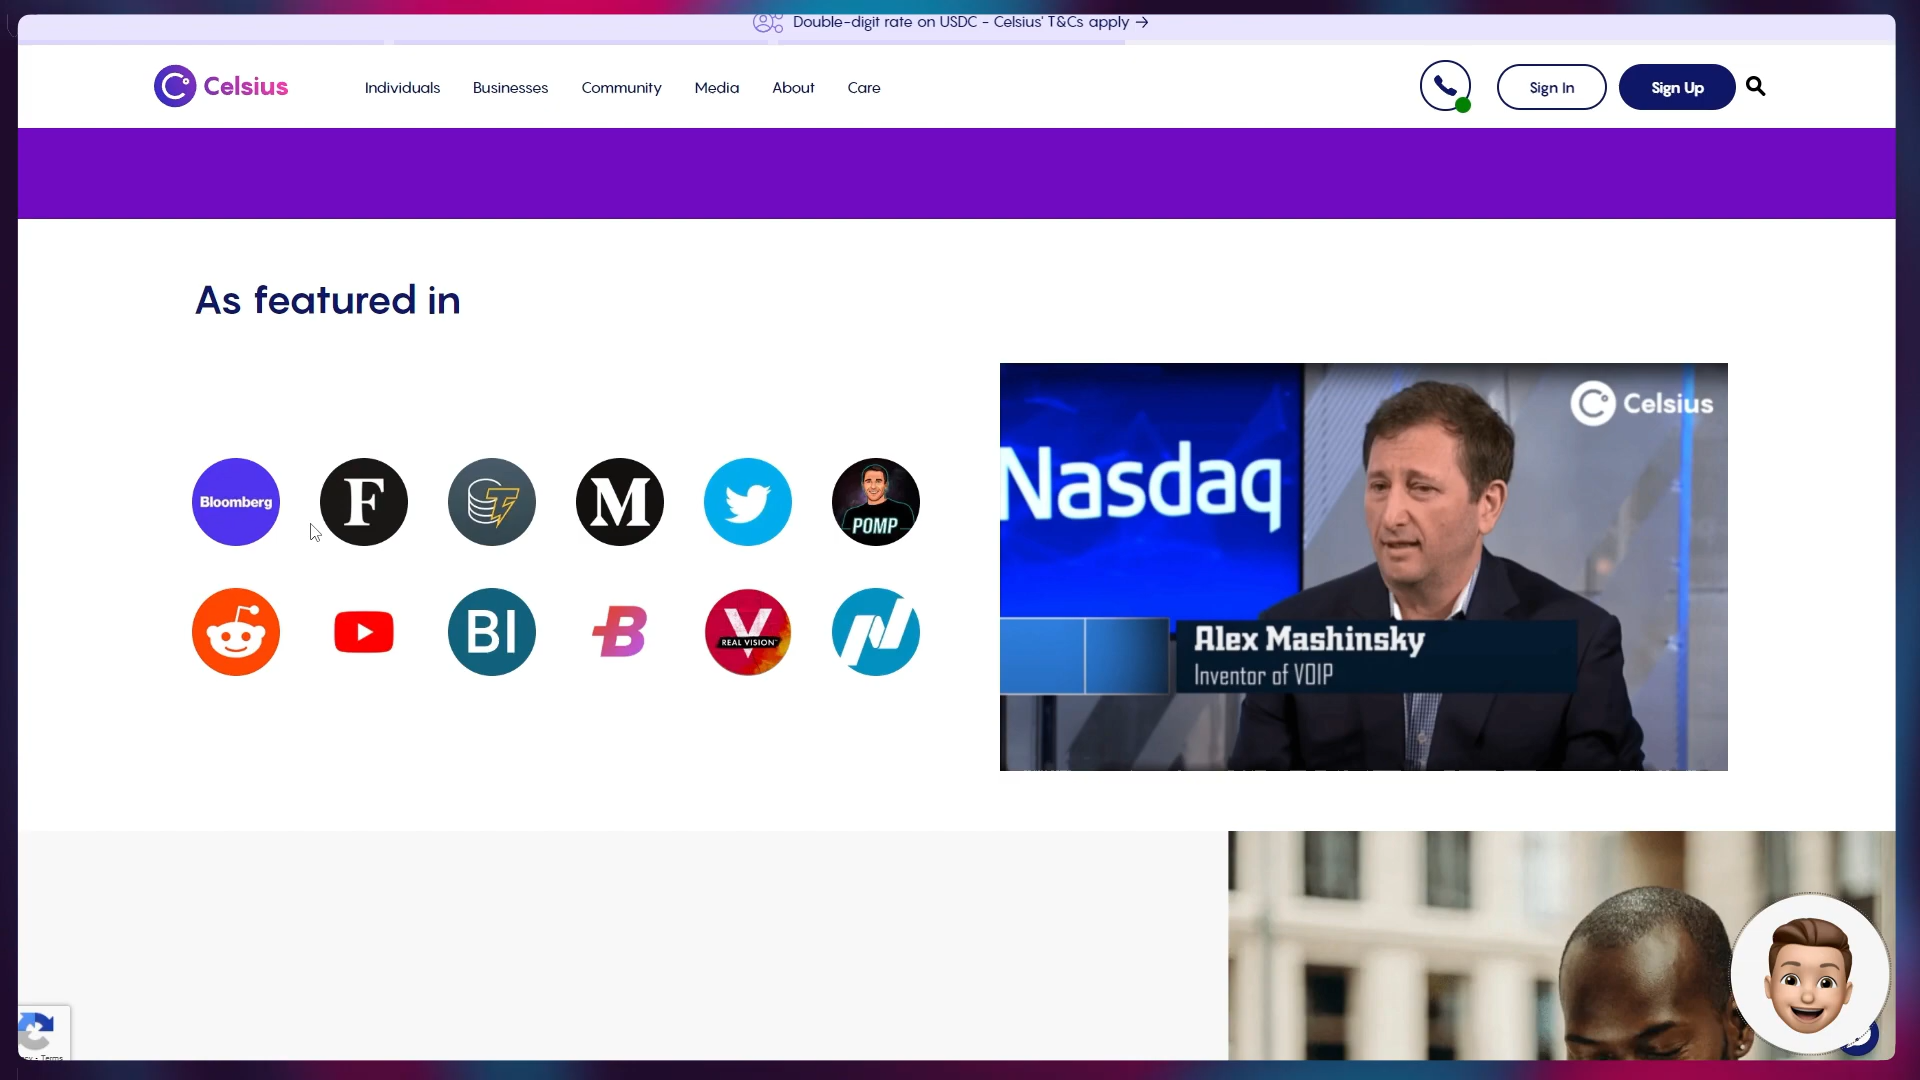 Double-digit rate on USDC - Celsius' T&Cs apply →
Celsius
Individuals
Businesses
Community
Media
About
Care
Sign In
Sign Up
As featured in
Bloomberg
F
T
M
POMP
BI
B
V
REAL VISION
Nasdaq
Celsius
Alex Mashinsky
Inventor of VOIP
Terms